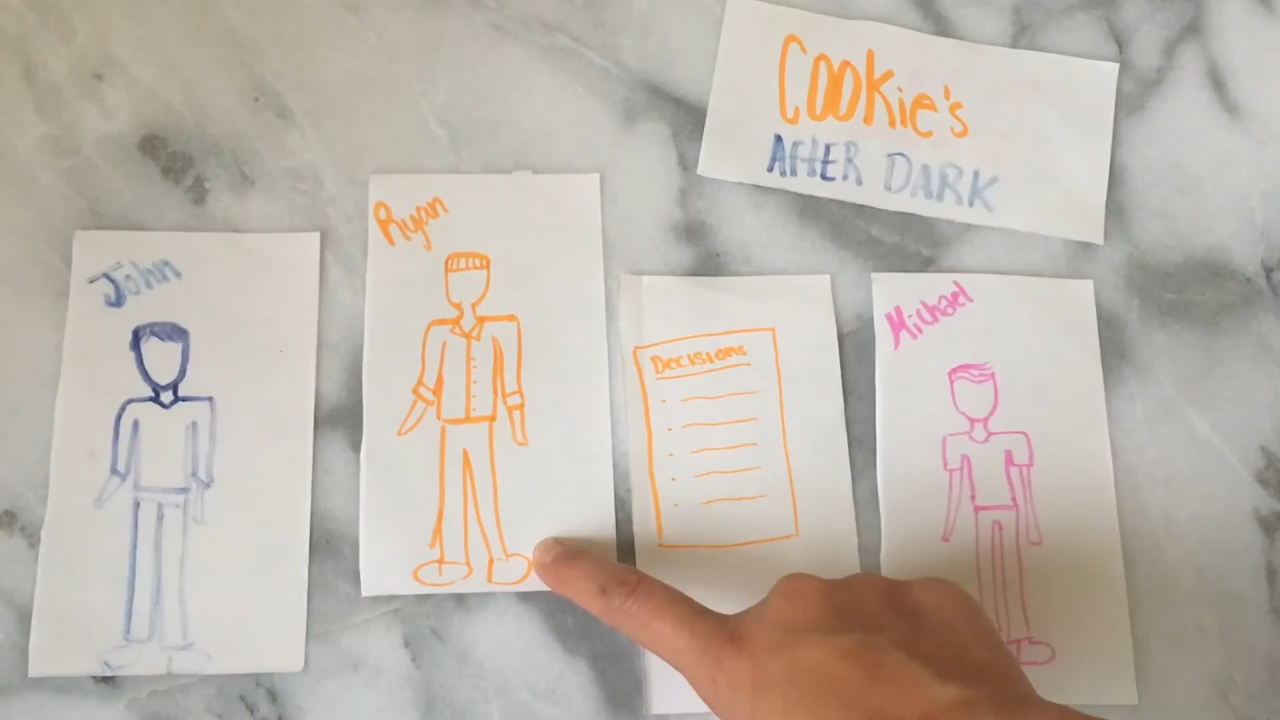 Cookie's
AFTER DARK
John
Ryan
Decisions
Michael